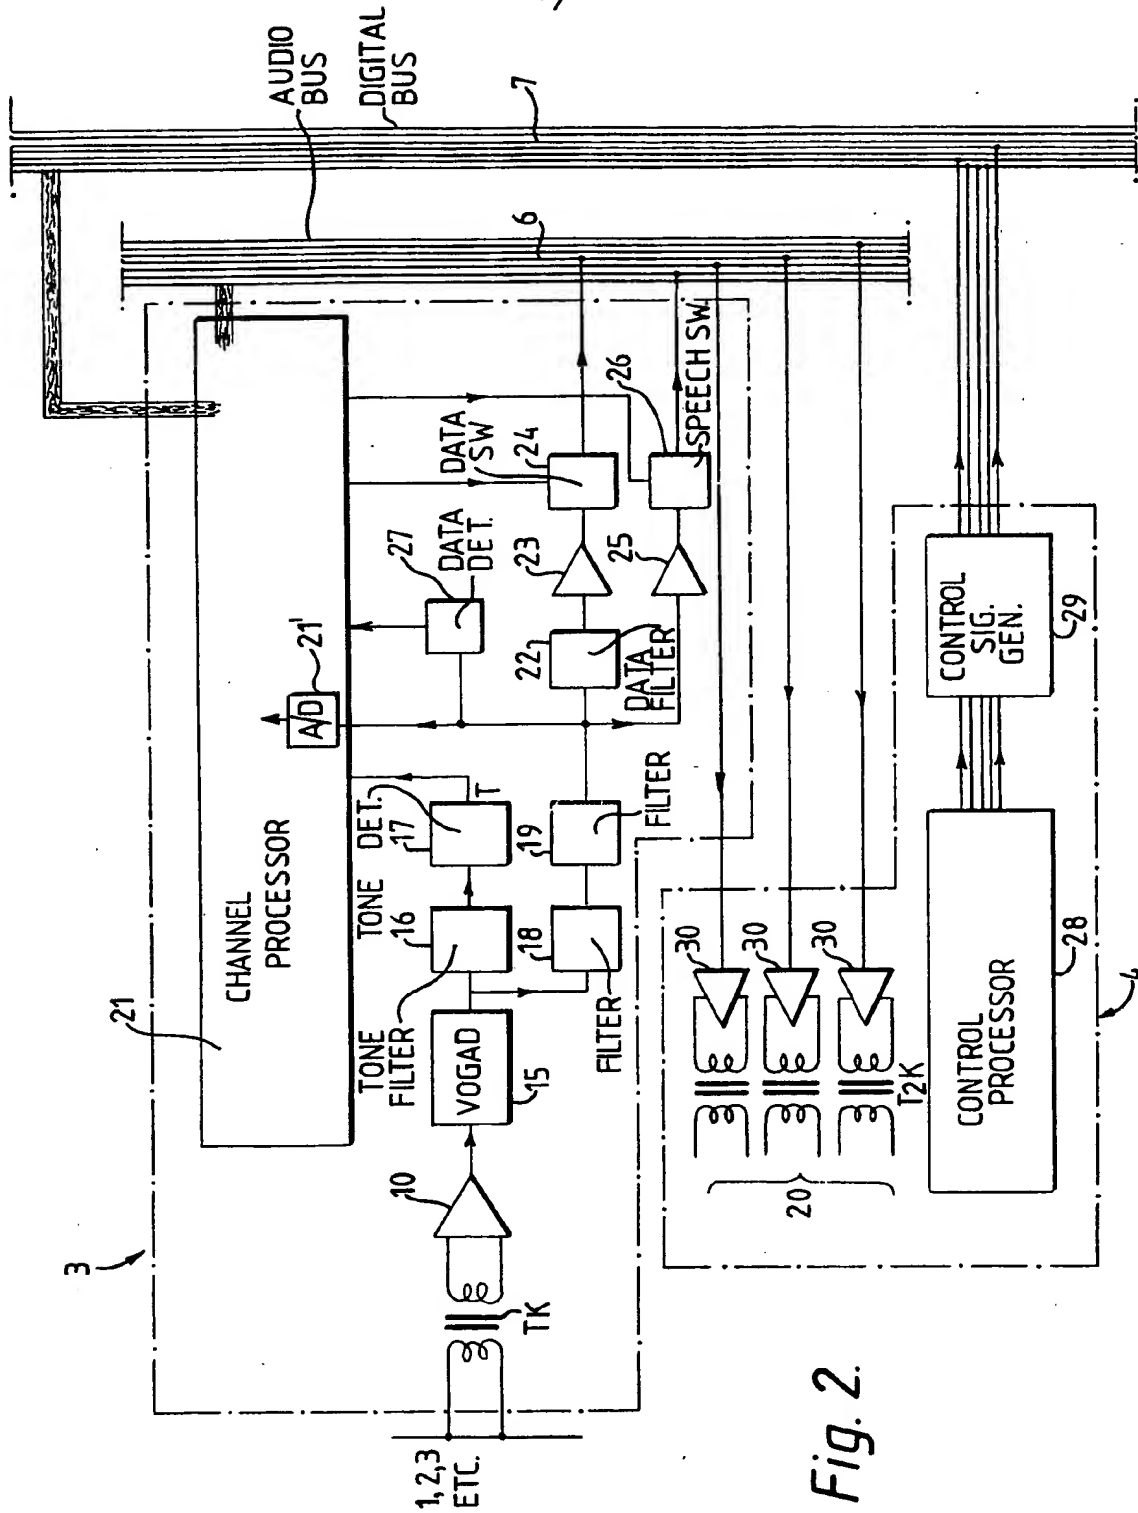 AUDIO
BUS
DIGITAL
BUS
7
6
3
21
CHANNEL
PROCESSOR
A/D
21'
27
DATA
DET.
DATA
SW
24
26
SPEECH SW.
23
25
22
DATA
FILTER
TONE DET.
17
T
19
FILTER
TONE
FILTER
16
18
FILTER
VOGAD
15
10
TK
1,2,3
ETC.
30
30
30
T2K
20
CONTROL
SIG.
GEN.
29
CONTROL
PROCESSOR
28
4
Fig. 2.